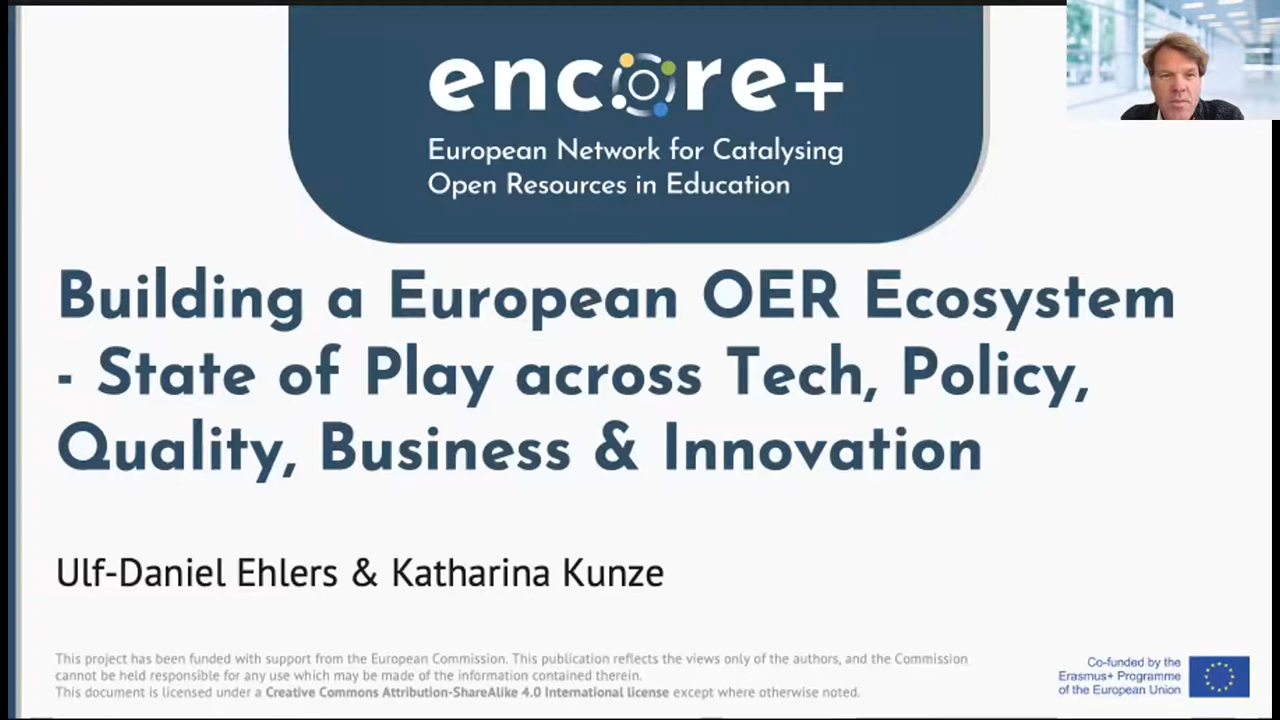 encore+
European Network for Catalysing
Open Resources in Education
Building a European OER Ecosystem
- State of Play across Tech, Policy,
Quality, Business & Innovation
Ulf-Daniel Ehlers & Katharina Kunze
This project has been funded with support from the European Commission. This publication reflects the views only of the authors, and the Commission
cannot be held responsible for any use which may be made of the information contained therein.
This document is licensed under a Creative Commons Attribution-ShareAlike 4.0 International license except where otherwise noted.
Co-funded by the
Erasmus+ Programme
of the European Union